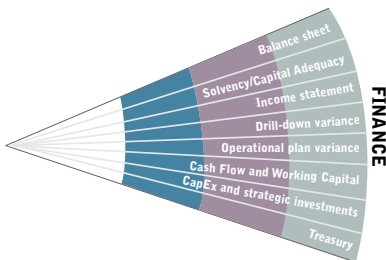 Balance sheet
Solvency/Capital Adequacy
Income statement
Drill-down variance
Operational plan variance
Cash Flow and Working Capital
CapEx and strategic investments
Treasury
FINANCE